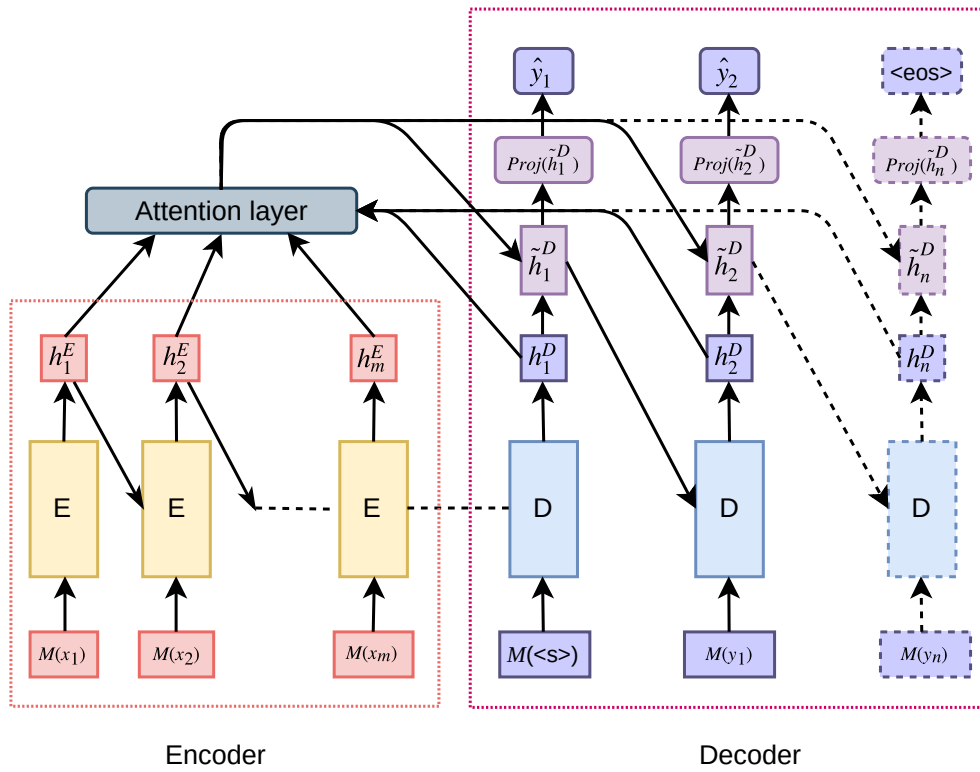 ŷ₁ ŷ₂ <eos>
Proj(h̃₁ᴰ) Proj(h̃₂ᴰ) Proj(h̃ₙᴰ)
Attention layer
h̃₁ᴰ h̃₂ᴰ h̃ₙᴰ
h₁ᴱ h₂ᴱ hₘᴱ h₁ᴰ h₂ᴰ hₙᴰ
E E E D D D
M(x₁) M(x₂) M(xₘ) M(<s>) M(y₁) M(yₙ)
Encoder Decoder